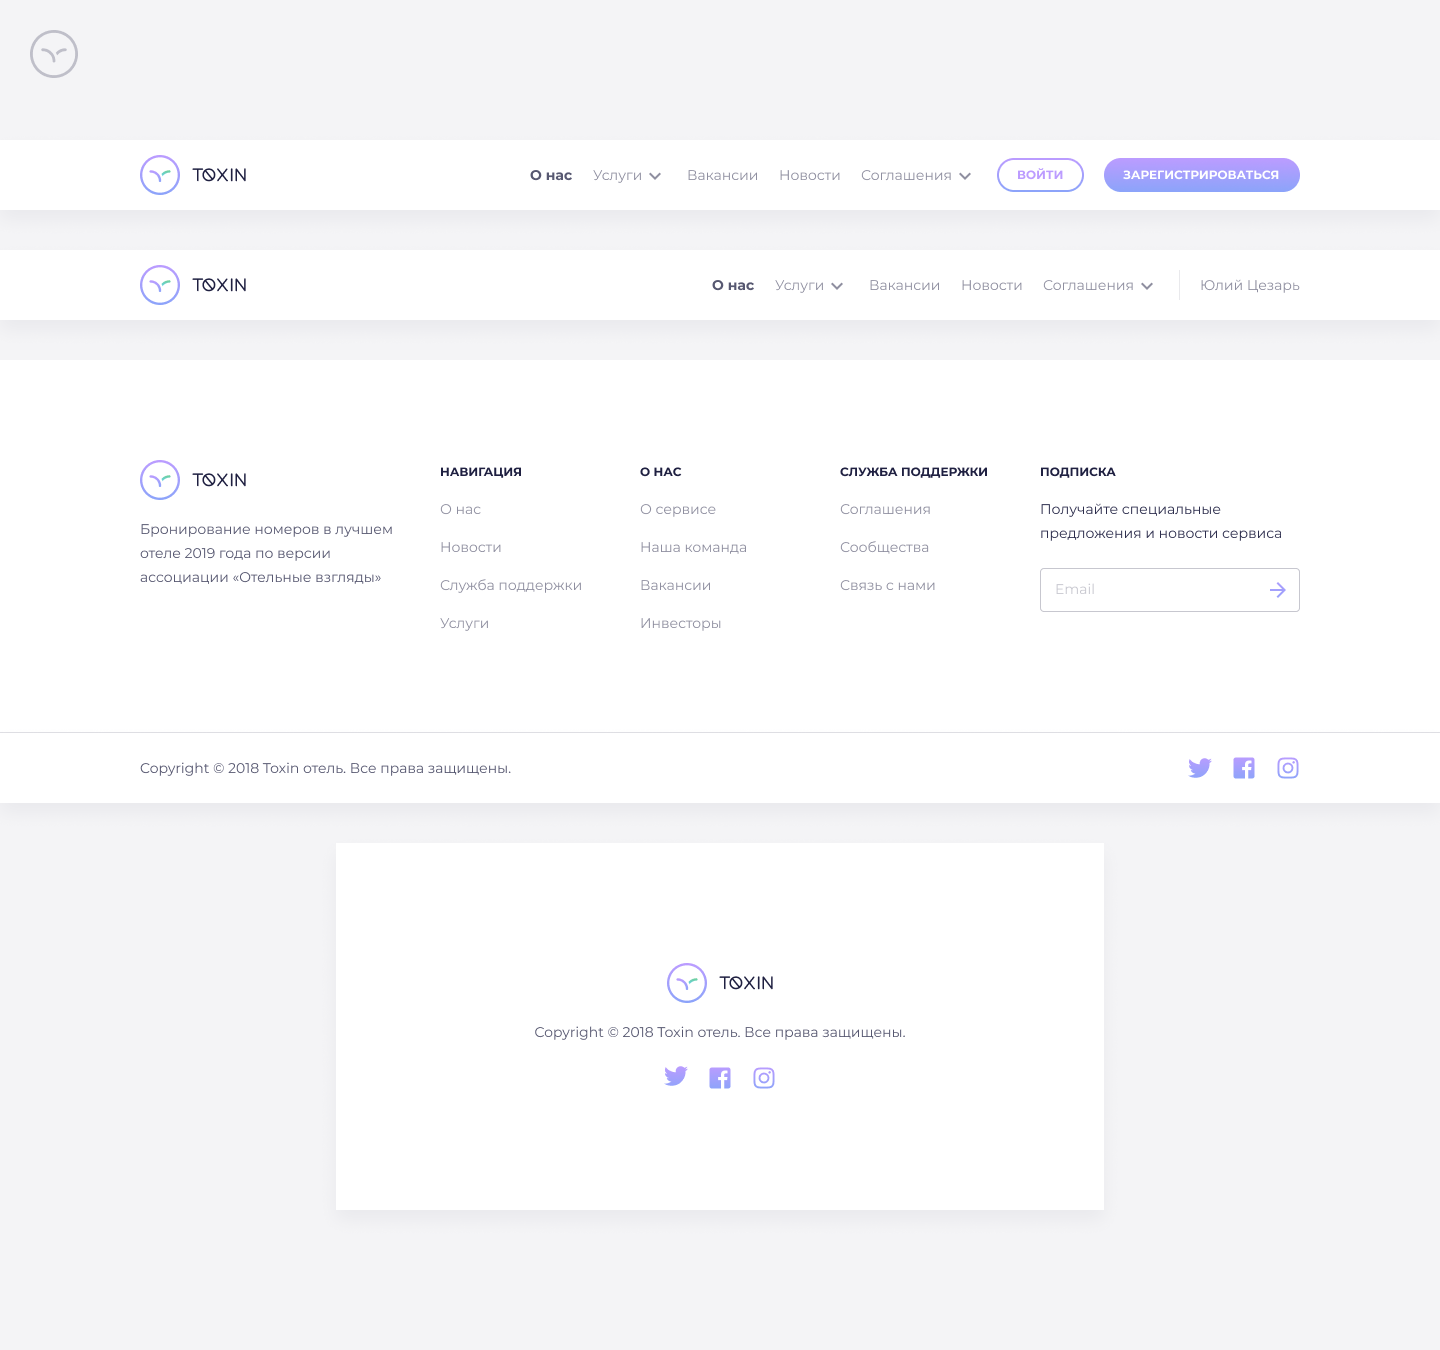 TOXIN О нас Услуги Вакансии Новости Соглашения ВОЙТИ ЗАРЕГИСТРИРОВАТЬСЯ
TOXIN О нас Услуги Вакансии Новости Соглашения Юлий Цезарь
TOXIN
Бронирование номеров в лучшем
отеле 2019 года по версии
ассоциации «Отельные взгляды»
НАВИГАЦИЯ
О нас
Новости
Служба поддержки
Услуги
О НАС
О сервисе
Наша команда
Вакансии
Инвесторы
СЛУЖБА ПОДДЕРЖКИ
Соглашения
Сообщества
Связь с нами
ПОДПИСКА
Получайте специальные
предложения и новости сервиса
Email
Copyright © 2018 Toxin отель. Все права защищены.
TOXIN
Copyright © 2018 Toxin отель. Все права защищены.